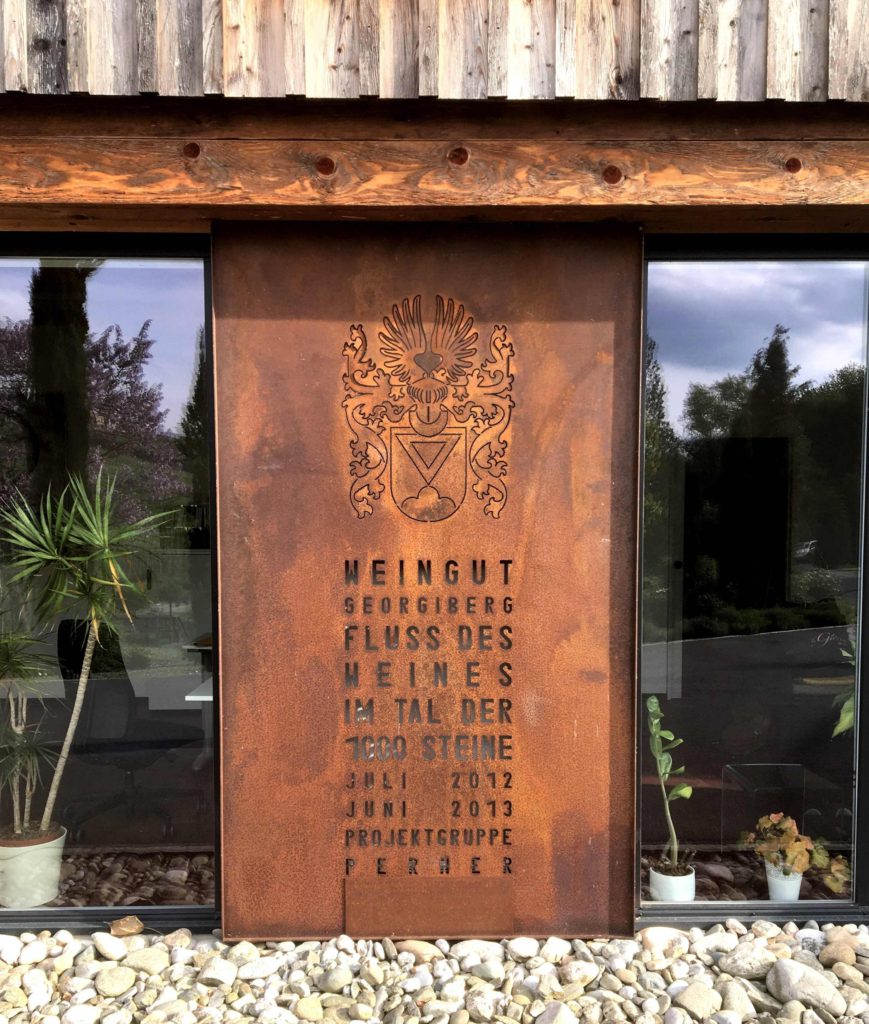 WEINGUT
GEORGIBERG
FLUSS DES
WEINES
IM TAL DER
1000 STEINE
JULI 2012
JUNI 2013
PROJEKTGRUPPE
PERHER